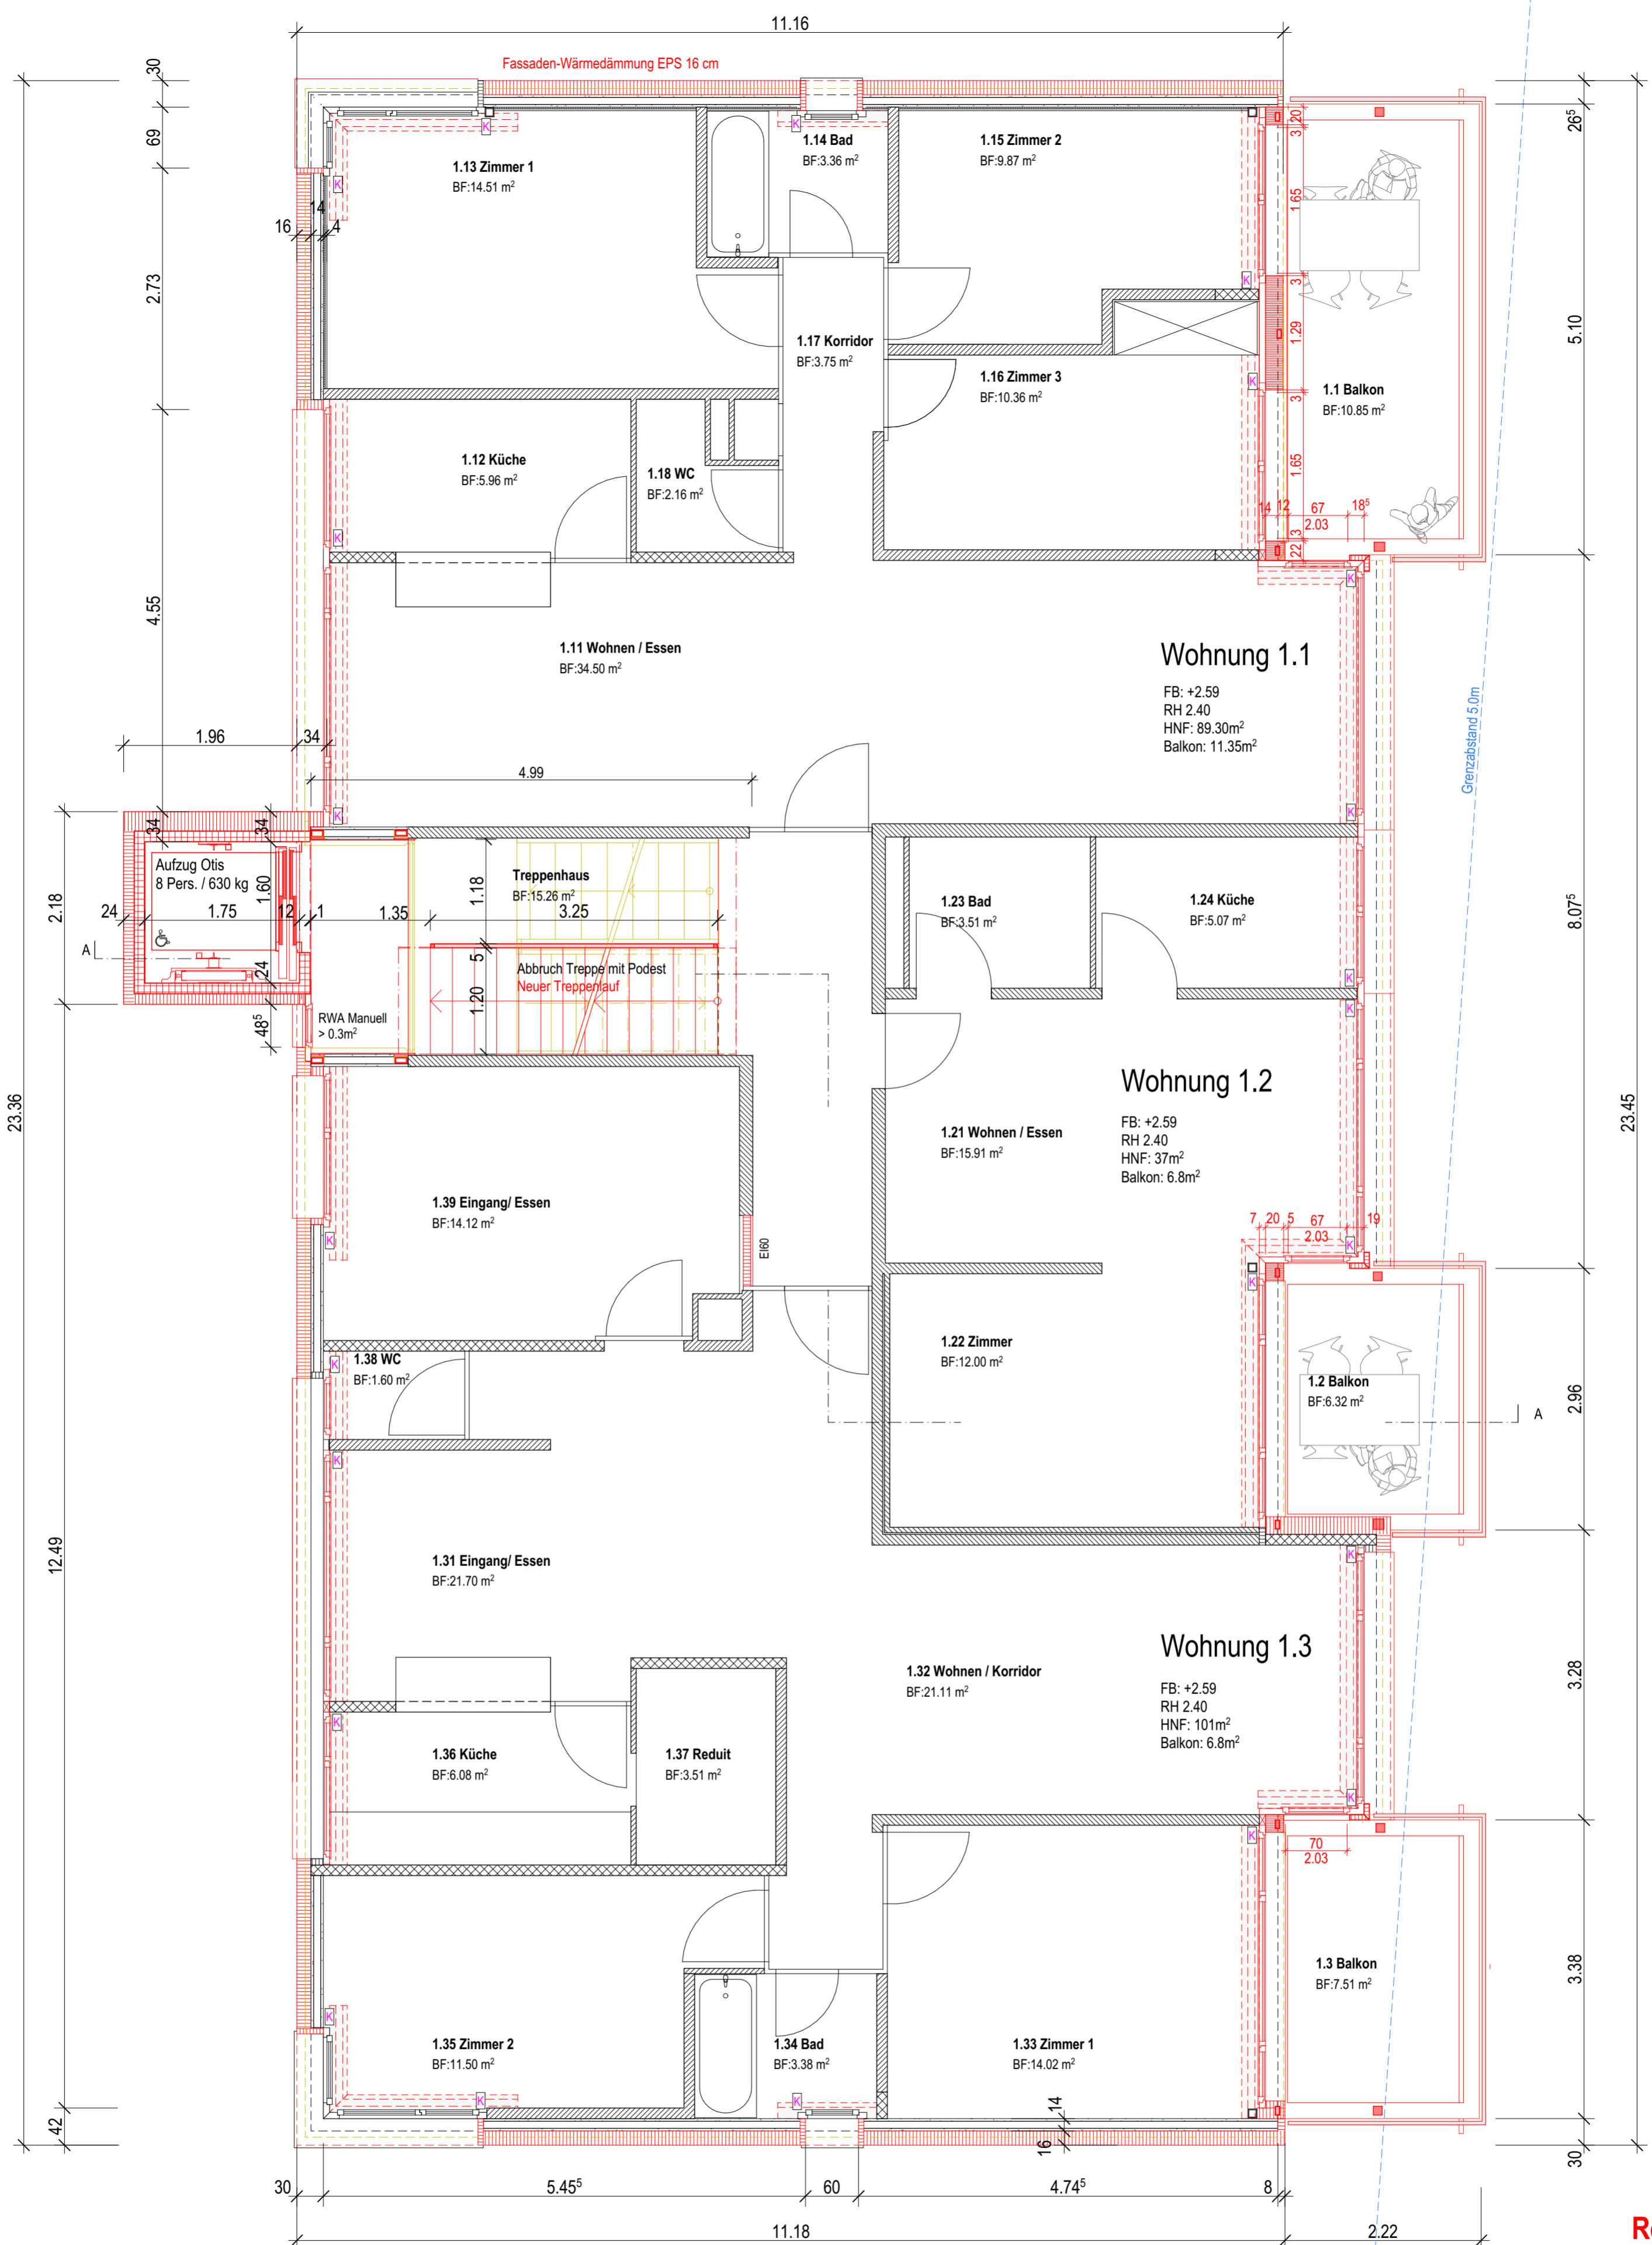 11.16
Fassaden-Wärmedämmung EPS 16 cm
30
69
2.73
4.55
16
14
4
1.13 Zimmer 1
BF:14.51 m²
K
K
K
1.14 Bad
BF:3.36 m²
1.15 Zimmer 2
BF:9.87 m²
K
3 20
1.65
3
1.29
3
1.65
3
22
26⁵
5.10
1.17 Korridor
BF:3.75 m²
1.16 Zimmer 3
BF:10.36 m²
K
1.1 Balkon
BF:10.85 m²
1.12 Küche
BF:5.96 m²
K
1.18 WC
BF:2.16 m²
14 12 67 18⁵
2.03
K
1.11 Wohnen / Essen
BF:34.50 m²
Wohnung 1.1
FB: +2.59
RH 2.40
HNF: 89.30m²
Balkon: 11.35m²
Grenzabstand 5.0m
1.96
34
4.99
K
K
34
34
Aufzug Otis
8 Pers. / 630 kg
1.60
2.18
24
1.75
12
1
1.35
1.18
3.25
Treppenhaus
BF:15.26 m²
A
24
5
1.20
Abbruch Treppe mit Podest
Neuer Treppenlauf
48⁵
RWA Manuell
> 0.3m²
1.23 Bad
BF:3.51 m²
1.24 Küche
BF:5.07 m²
K
K
8.07⁵
23.36
23.45
Wohnung 1.2
FB: +2.59
RH 2.40
HNF: 37m²
Balkon: 6.8m²
1.21 Wohnen / Essen
BF:15.91 m²
1.39 Eingang/ Essen
BF:14.12 m²
K
EI60
7 20 5 67 19
2.03
K
K
1.22 Zimmer
BF:12.00 m²
1.38 WC
BF:1.60 m²
K
1.2 Balkon
BF:6.32 m²
A
2.96
K
12.49
1.31 Eingang/ Essen
BF:21.70 m²
K
Wohnung 1.3
FB: +2.59
RH 2.40
HNF: 101m²
Balkon: 6.8m²
1.32 Wohnen / Korridor
BF:21.11 m²
3.28
K
1.36 Küche
BF:6.08 m²
1.37 Reduit
BF:3.51 m²
K
K
70
2.03
1.3 Balkon
BF:7.51 m²
3.38
K
1.35 Zimmer 2
BF:11.50 m²
1.34 Bad
BF:3.38 m²
1.33 Zimmer 1
BF:14.02 m²
K
K
14
16
42
30
30
5.45⁵
60
4.74⁵
8
11.18
2.22